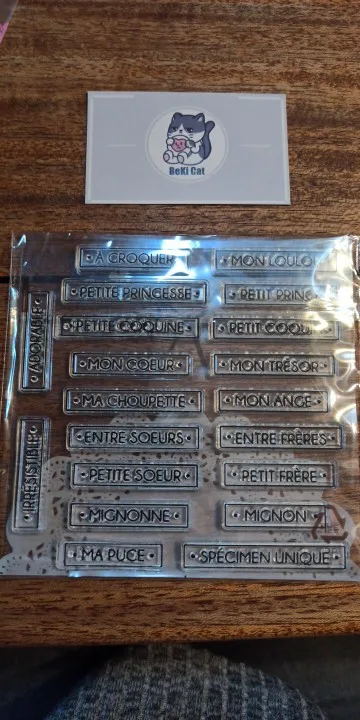 BeKi Cat
À CROQUER
MON LOULOU
PETITE PRINCESSE
PETIT PRINCE
ADORABLE
PETITE COQUINE
PETIT COQUIN
MON COEUR
MON TRÉSOR
MA CHOUPETTE
MON ANGE
IRRÉSISTIBLE
ENTRE SOEURS
ENTRE FRÈRES
PETITE SOEUR
PETIT FRÈRE
MIGNONNE
MIGNON
MA PUCE
SPÉCIMEN UNIQUE